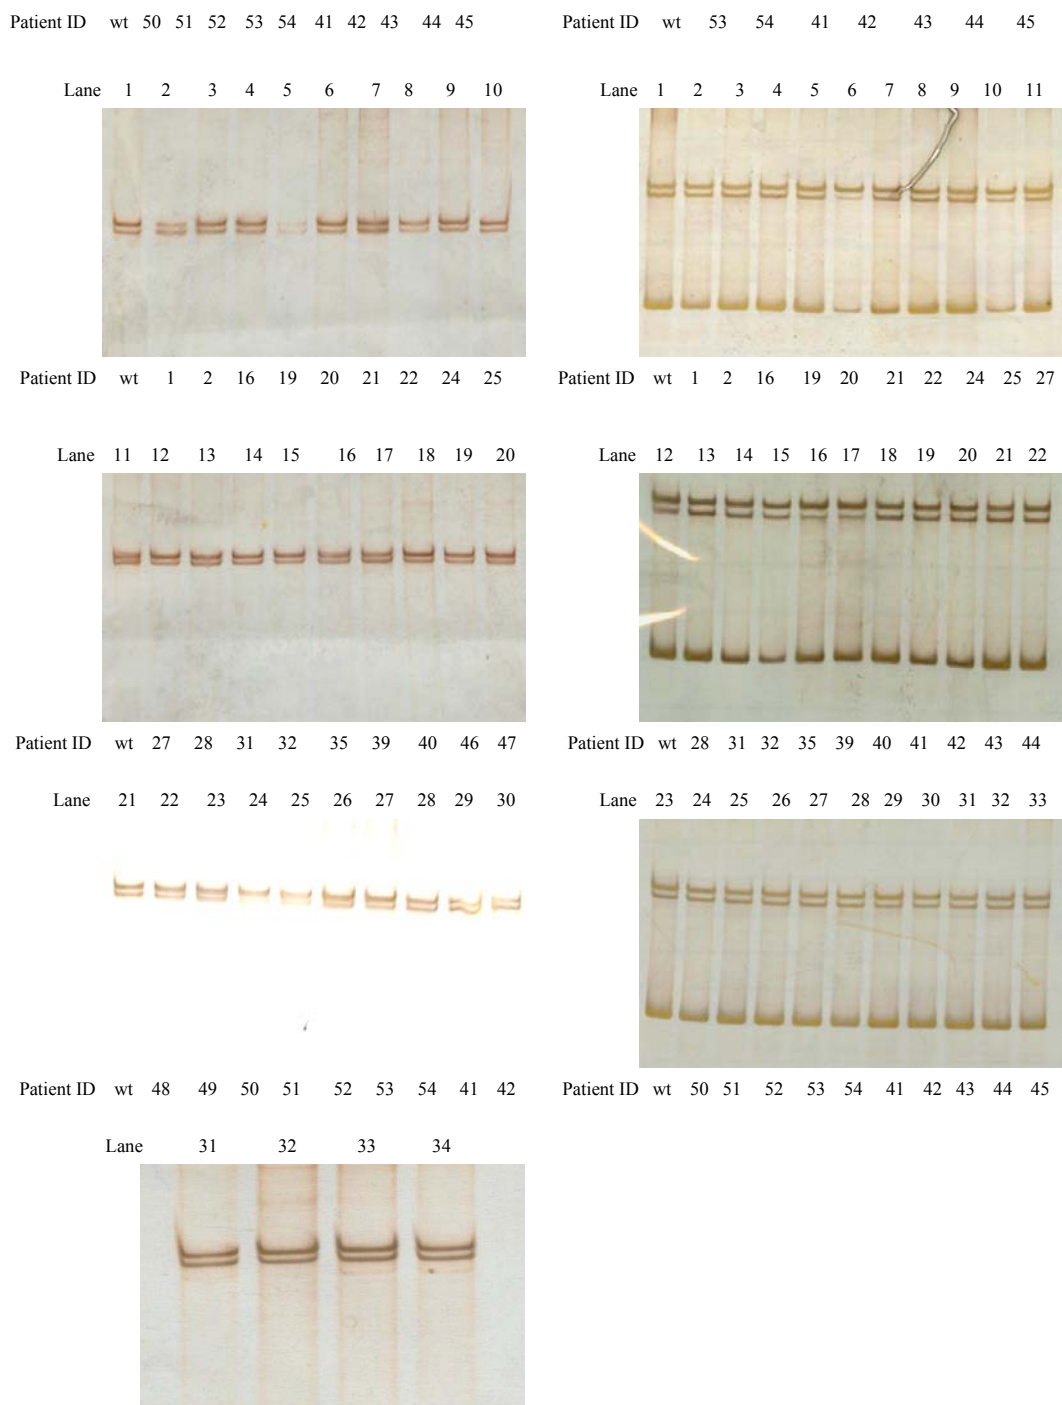 Patient ID wt 50 51 52 53 54 41 42 43 44 45
Lane 1 2 3 4 5 6 7 8 9 10
Patient ID wt 1 2 16 19 20 21 22 24 25
Lane 11 12 13 14 15 16 17 18 19 20
Patient ID wt 27 28 31 32 35 39 40 46 47
Lane 21 22 23 24 25 26 27 28 29 30
Patient ID wt 48 49 50 51 52 53 54 41 42
Lane 31 32 33 34
Patient ID wt 53 54 41 42 43 44 45
Lane 1 2 3 4 5 6 7 8 9 10 11
Patient ID wt 1 2 16 19 20 21 22 24 25 27
Lane 12 13 14 15 16 17 18 19 20 21 22
Patient ID wt 28 31 32 35 39 40 41 42 43 44
Lane 23 24 25 26 27 28 29 30 31 32 33
Patient ID wt 50 51 52 53 54 41 42 43 44 45